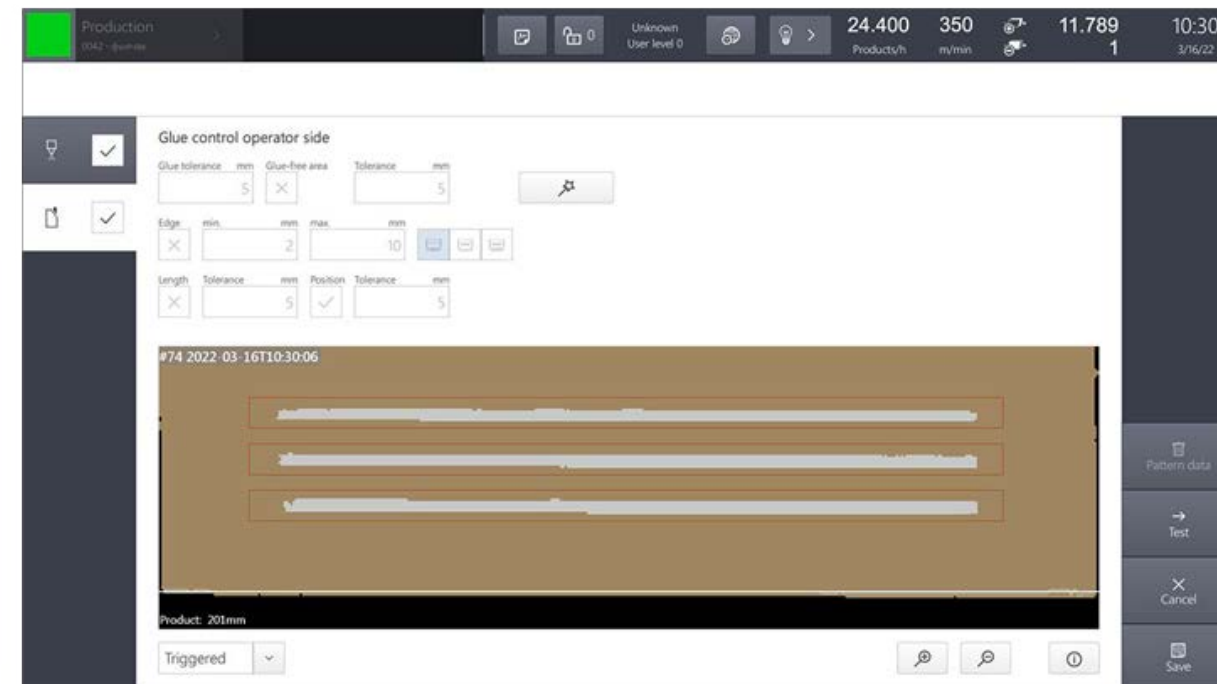 Production
0042 -
0
Unknown
User level 0
24.400
Products/h
350
m/min
11.789
1
10:30
3/16/22
Glue control operator side
Glue tolerance mm Glue-free area Tolerance mm
5 5
Edge min. mm max. mm
2 10
Length Tolerance mm Position Tolerance mm
5 5
#74 2022-03-16T10:30:06
Product: 201mm
Triggered
Pattern data
Test
Cancel
Save